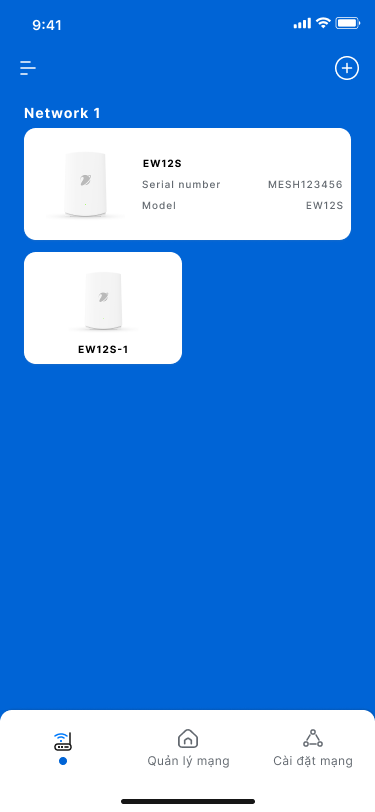 9:41
Network 1
EW12S
Serial number MESH123456
Model EW12S
EW12S-1
Quản lý mạng Cài đặt mạng